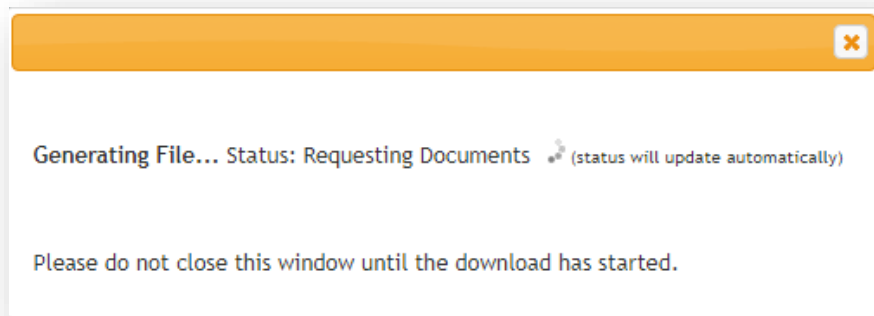 Generating File... Status: Requesting Documents (status will update automatically)
Please do not close this window until the download has started.